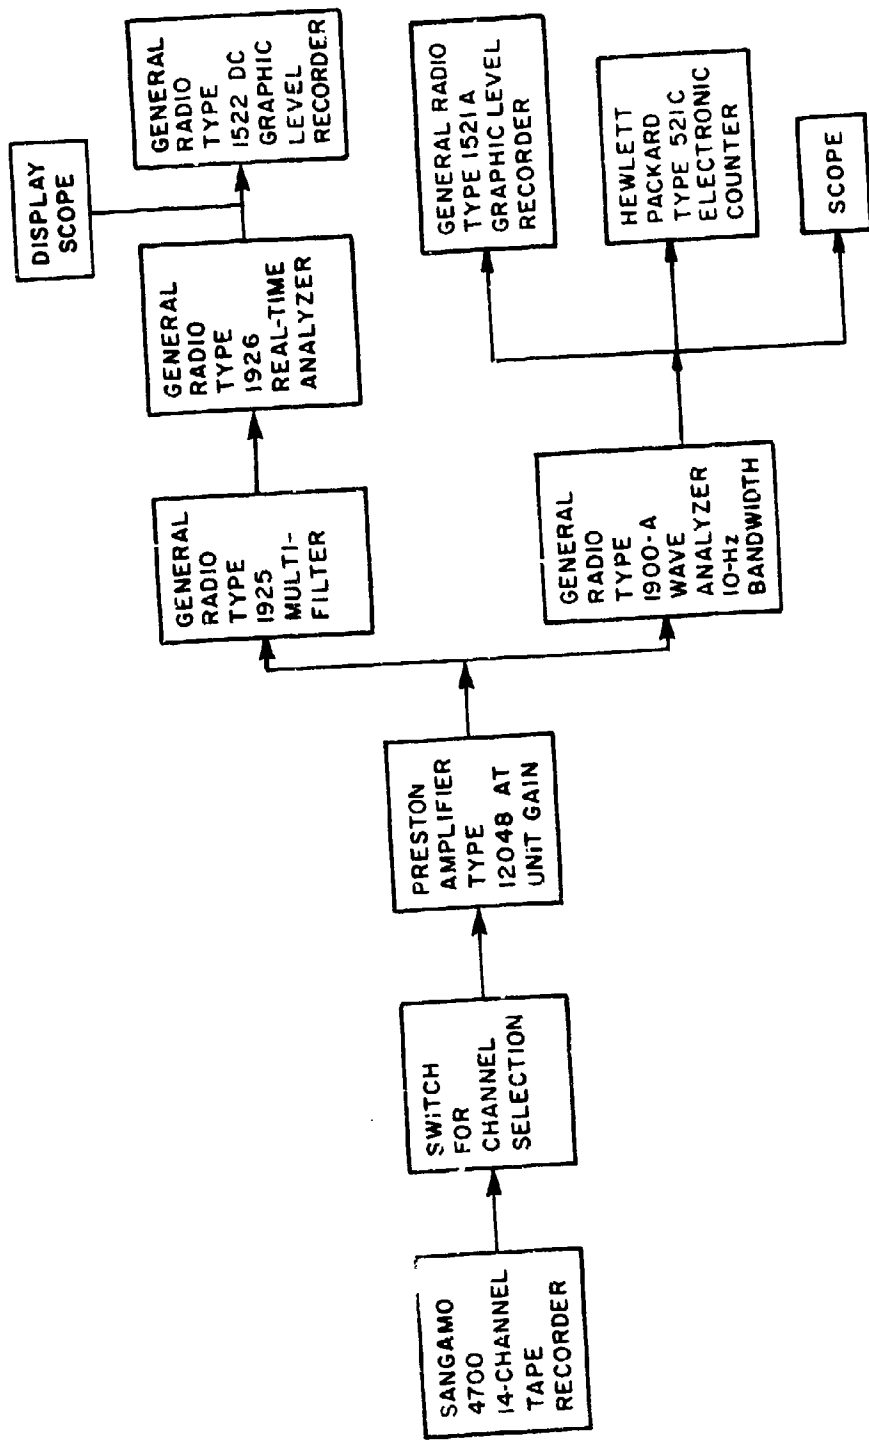 SANGAMO
4700
14-CHANNEL
TAPE
RECORDER
SWITCH
FOR
CHANNEL
SELECTION
PRESTON
AMPLIFIER
TYPE
12048 AT
UNIT GAIN
GENERAL
RADIO
TYPE
1925
MULTI-
FILTER
GENERAL
RADIO
TYPE
1926
REAL-TIME
ANALYZER
DISPLAY
SCOPE
GENERAL
RADIO
TYPE
1522 DC
GRAPHIC
LEVEL
RECORDER
GENERAL
RADIO
TYPE
1900-A
WAVE
ANALYZER
10-Hz
BANDWIDTH
GENERAL RADIO
TYPE 1521A
GRAPHIC LEVEL
RECORDER
HEWLETT
PACKARD
TYPE 521C
ELECTRONIC
COUNTER
SCOPE